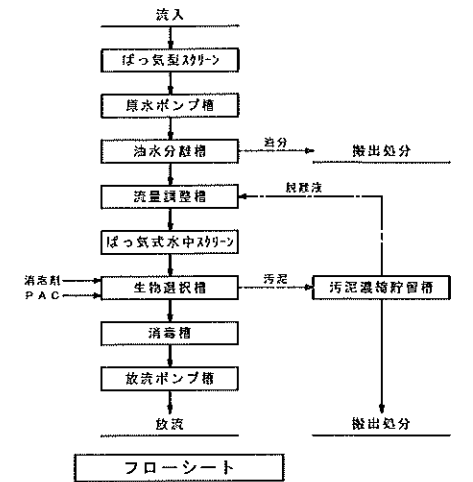 流入
ばっ気型スクリーン
原水ポンプ槽
油水分離槽
油分
搬出処分
流量調整槽
脱離液
ばっ気式水中スクリーン
消泡剤
PAC
生物選択槽
汚泥
汚泥濃縮貯留槽
消毒槽
放流ポンプ槽
放流
搬出処分
フローシート